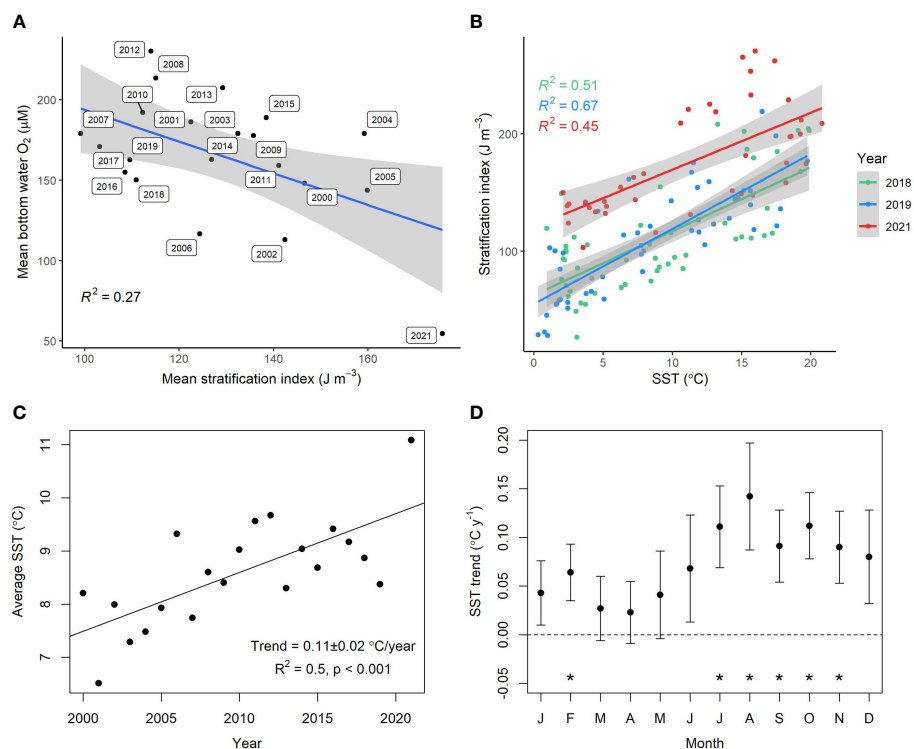 A
2012
2008
2010
2013
2015
2007
2001
2003
2004
2019
2014
2009
2017
2016
2018
2011
2000
2005
2006
2002
2021
R² = 0.27
200
150
100
50
100
120
140
160
Mean bottom water O₂ (µM)
Mean stratification index (J m⁻³)
B
R² = 0.51
R² = 0.67
R² = 0.45
200
100
0
5
10
15
20
Stratification index (J m⁻³)
SST (°C)
Year
2018
2019
2021
C
11
10
9
8
7
Average SST (°C)
Trend = 0.11±0.02 °C/year
R² = 0.5, p < 0.001
2000
2005
2010
2015
2020
Year
D
0.20
0.15
0.10
0.05
0.00
-0.05
SST trend (°C y⁻¹)
* * * * * *
J F M A M J J A S O N D
Month